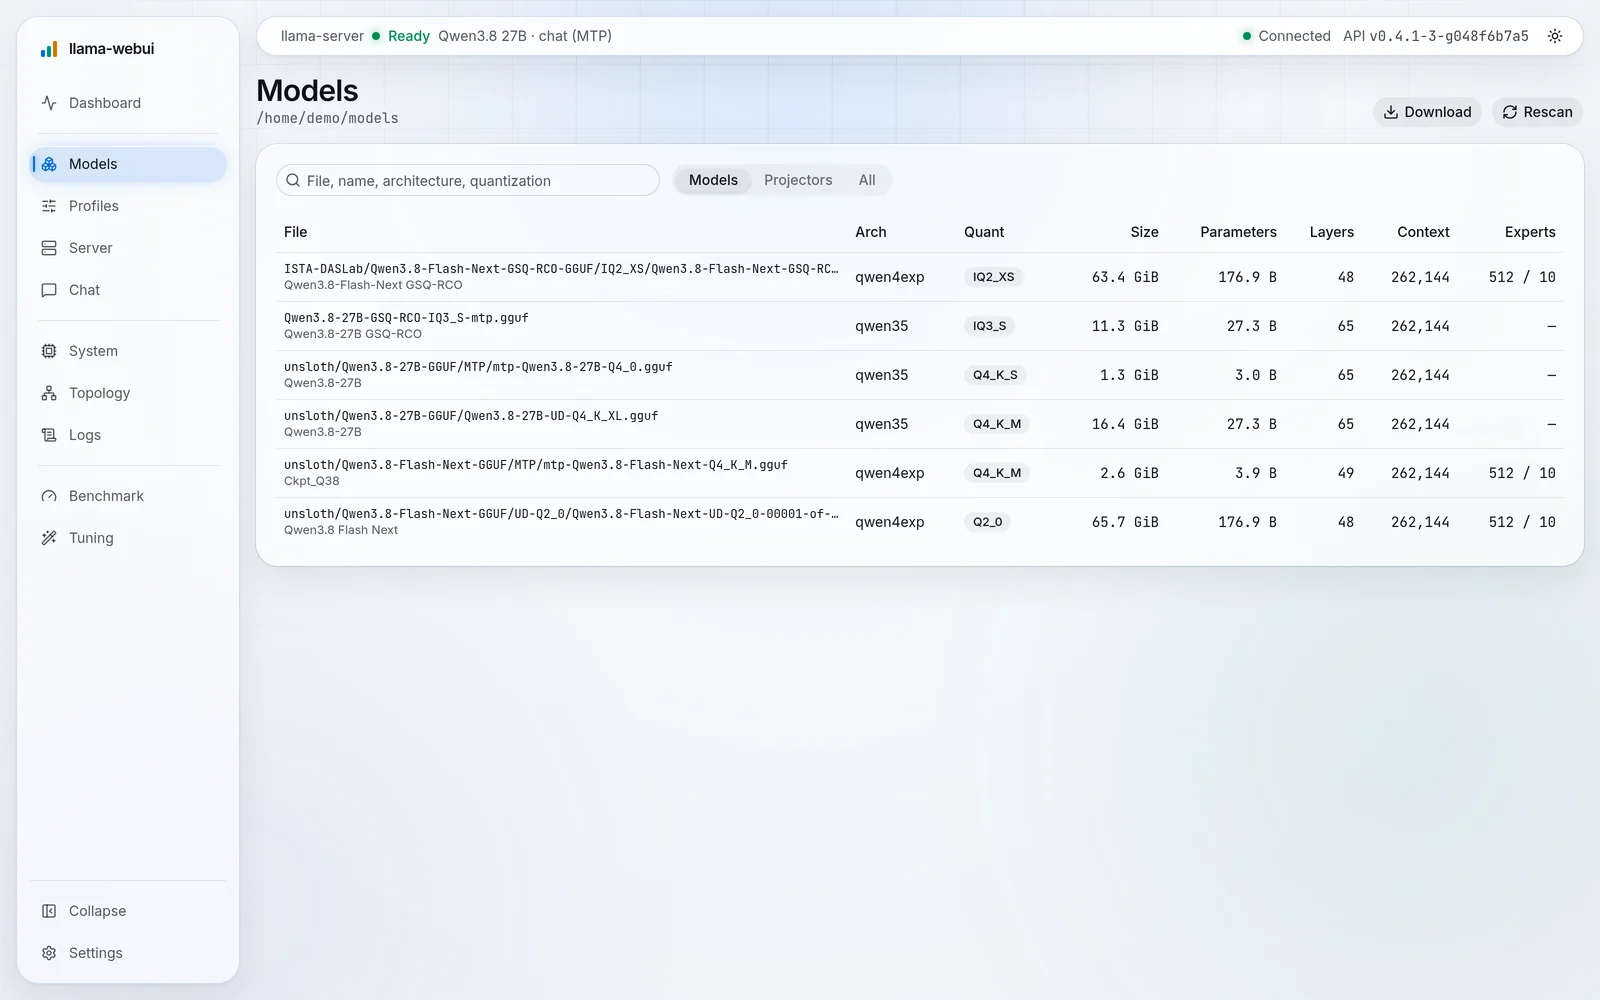 llama-webui
Dashboard
Models
Profiles
Server
Chat
System
Topology
Logs
Benchmark
Tuning
Collapse
Settings
llama-server Ready Qwen3.8 27B · chat (MTP)
Connected API v0.4.1-3-g048f6b7a5
Models
/home/demo/models
Download Rescan
File, name, architecture, quantization
Models Projectors All
File Arch Quant Size Parameters Layers Context Experts
ISTA-DASLab/Qwen3.8-Flash-Next-GSQ-RCO-GGUF/IQ2_XS/Qwen3.8-Flash-Next-GSQ-RC… qwen4exp IQ2_XS 63.4 GiB 176.9 B 48 262,144 512 / 10
Qwen3.8-Flash-Next GSQ-RCO
Qwen3.8-27B-GSQ-RCO-IQ3_S-mtp.gguf qwen35 IQ3_S 11.3 GiB 27.3 B 65 262,144 —
Qwen3.8-27B GSQ-RCO
unsloth/Qwen3.8-27B-GGUF/MTP/mtp-Qwen3.8-27B-Q4_0.gguf qwen35 Q4_K_S 1.3 GiB 3.0 B 65 262,144 —
Qwen3.8-27B
unsloth/Qwen3.8-27B-GGUF/Qwen3.8-27B-UD-Q4_K_XL.gguf qwen35 Q4_K_M 16.4 GiB 27.3 B 65 262,144 —
Qwen3.8-27B
unsloth/Qwen3.8-Flash-Next-GGUF/MTP/mtp-Qwen3.8-Flash-Next-Q4_K_M.gguf qwen4exp Q4_K_M 2.6 GiB 3.9 B 49 262,144 512 / 10
Ckpt_Q38
unsloth/Qwen3.8-Flash-Next-GGUF/UD-Q2_0/Qwen3.8-Flash-Next-UD-Q2_0-00001-of-… qwen4exp Q2_0 65.7 GiB 176.9 B 48 262,144 512 / 10
Qwen3.8 Flash Next